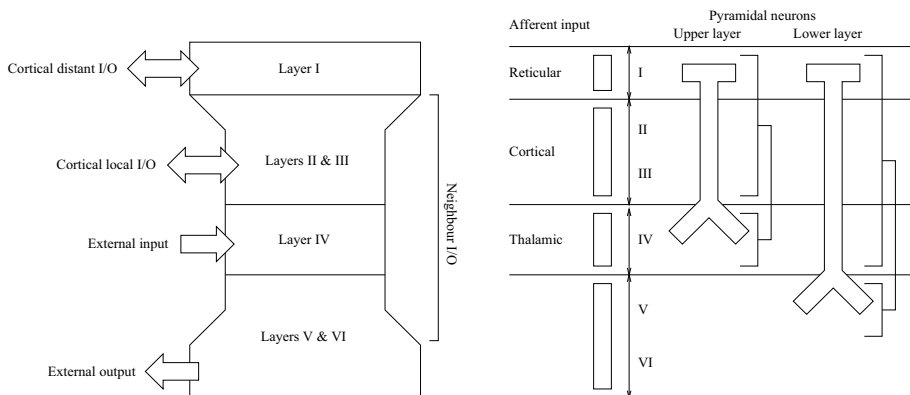 Cortical distant I/O
Layer I
Cortical local I/O
Layers II & III
Neighbour I/O
External input
Layer IV
Layers V & VI
External output
Afferent input
Pyramidal neurons
Upper layer
Lower layer
Reticular
I
Cortical
II
III
Thalamic
IV
V
VI